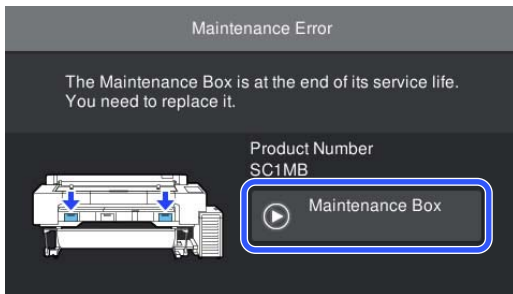 Maintenance Error
The Maintenance Box is at the end of its service life.
You need to replace it.
Product Number
SC1MB
Maintenance Box